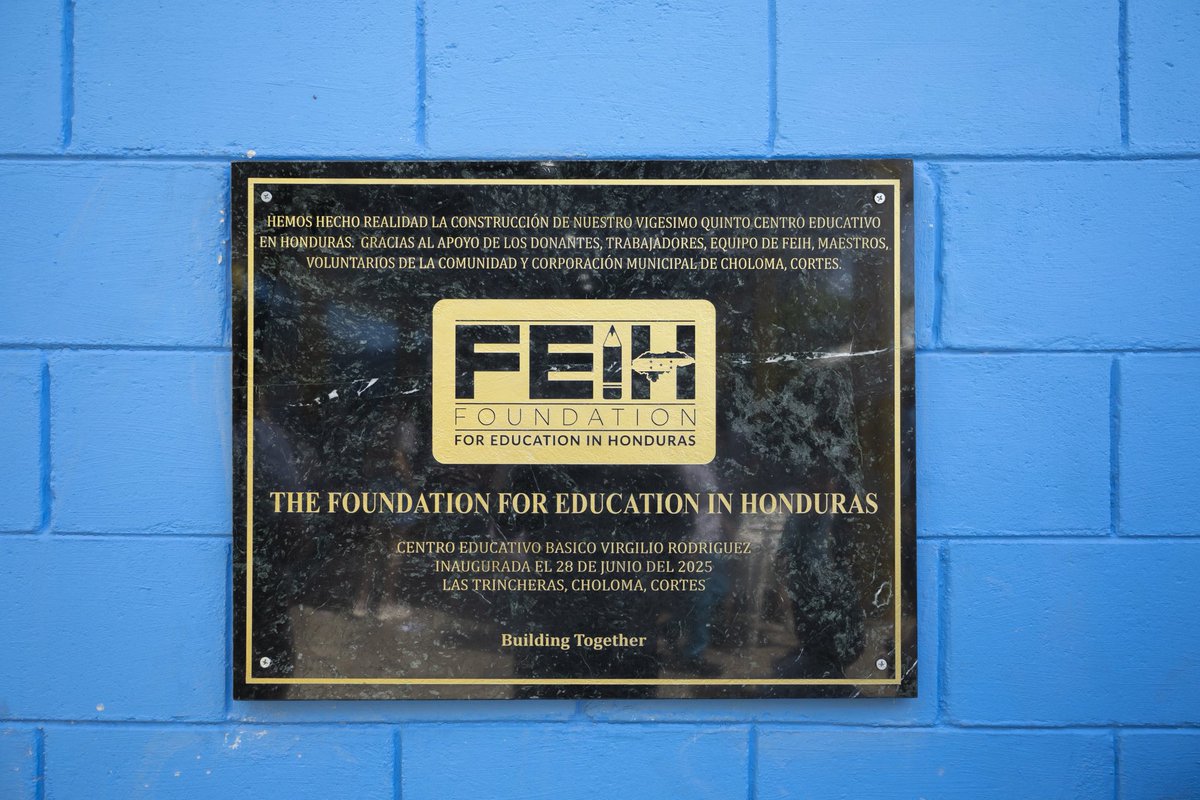 HEMOS HECHO REALIDAD LA CONSTRUCCIÓN DE NUESTRO VIGESIMO QUINTO CENTRO EDUCATIVO
EN HONDURAS. GRACIAS AL APOYO DE LOS DONANTES, TRABAJADORES, EQUIPO DE FEIH, MAESTROS,
VOLUNTARIOS DE LA COMUNIDAD Y CORPORACIÓN MUNICIPAL DE CHOLOMA, CORTES.
FEIH
FOUNDATION
FOR EDUCATION IN HONDURAS
THE FOUNDATION FOR EDUCATION IN HONDURAS
CENTRO EDUCATIVO BASICO VIRGILIO RODRIGUEZ
INAUGURADA EL 28 DE JUNIO DEL 2025
LAS TRINCHERAS, CHOLOMA, CORTES
Building Together